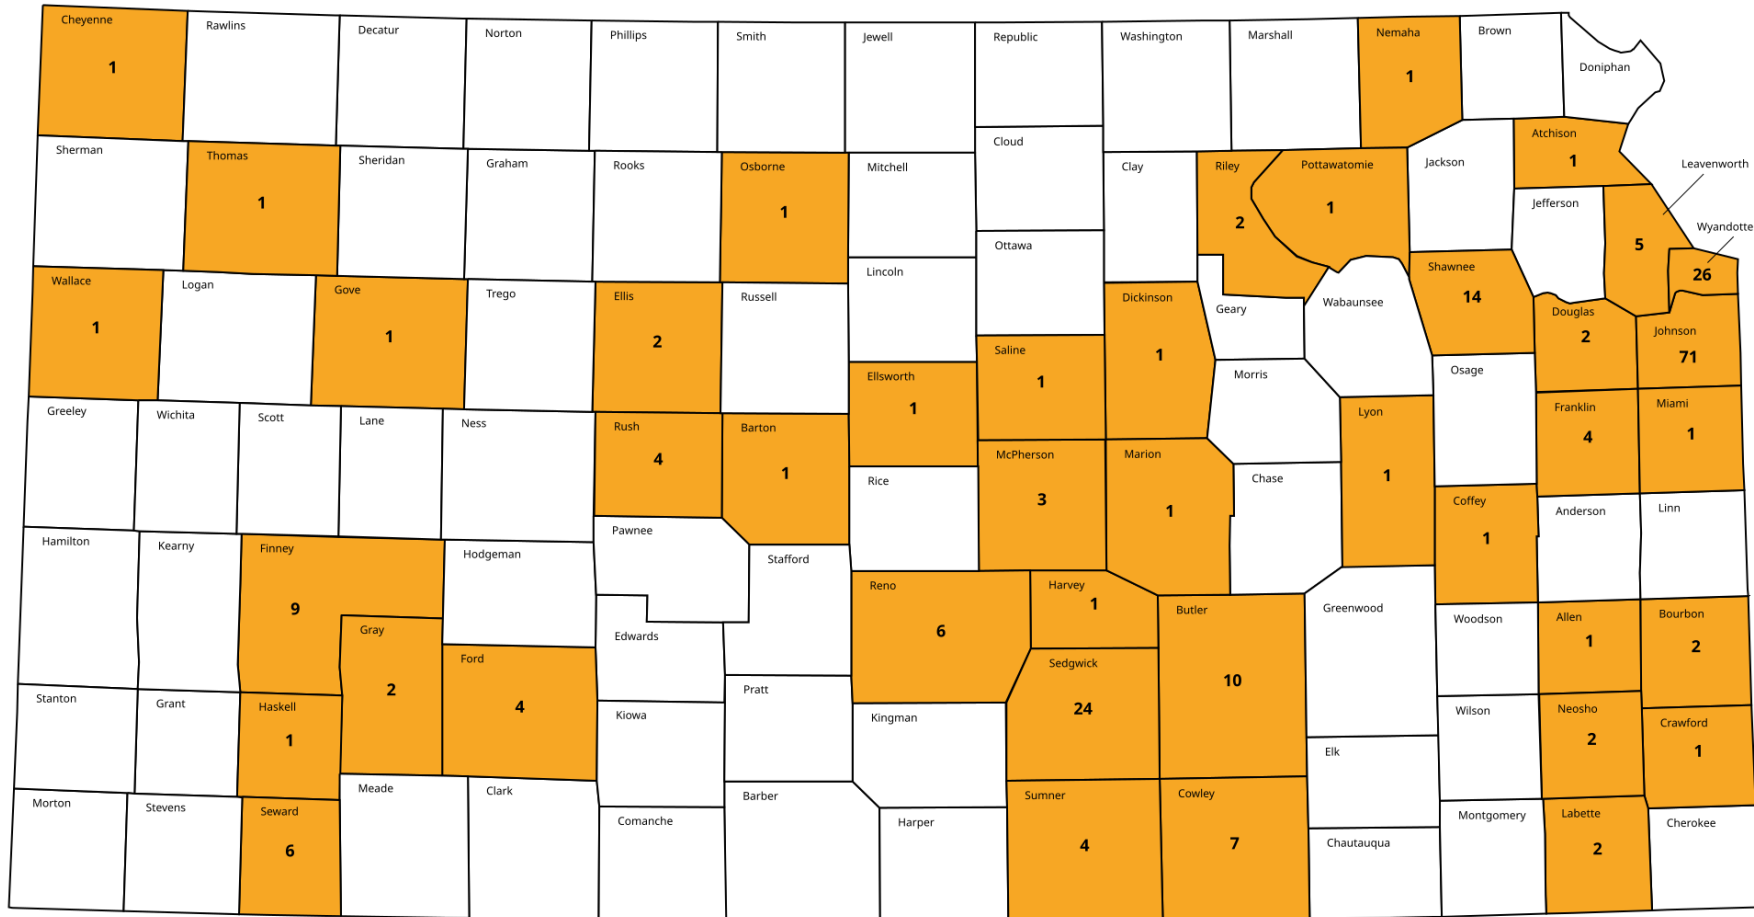 Cheyenne
1
Rawlins
Decatur
Norton
Phillips
Smith
Jewell
Republic
Washington
Marshall
Nemaha
1
Brown
Doniphan
Sherman
Thomas
1
Sheridan
Graham
Rooks
Osborne
1
Mitchell
Cloud
Clay
Riley
2
Pottawatomie
1
Jackson
Atchison
1
Jefferson
Leavenworth
5
Wyandotte
26
Wallace
1
Logan
Gove
1
Trego
Ellis
2
Russell
Lincoln
Ottawa
Dickinson
1
Geary
Wabaunsee
Shawnee
14
Douglas
2
Johnson
71
Saline
1
Ellsworth
1
Morris
Osage
Greeley
Wichita
Scott
Lane
Ness
Rush
4
Barton
1
Rice
McPherson
3
Marion
1
Chase
Lyon
1
Franklin
4
Miami
1
Coffey
1
Anderson
Linn
Hamilton
Kearny
Finney
9
Hodgeman
Pawnee
Stafford
Reno
6
Harvey
1
Butler
10
Greenwood
Woodson
Allen
1
Bourbon
2
Gray
2
Ford
4
Edwards
Sedgwick
24
Stanton
Grant
Haskell
1
Kiowa
Pratt
Kingman
Elk
Wilson
Neosho
2
Crawford
1
Morton
Stevens
Seward
6
Meade
Clark
Comanche
Barber
Harper
Sumner
4
Cowley
7
Chautauqua
Montgomery
Labette
2
Cherokee